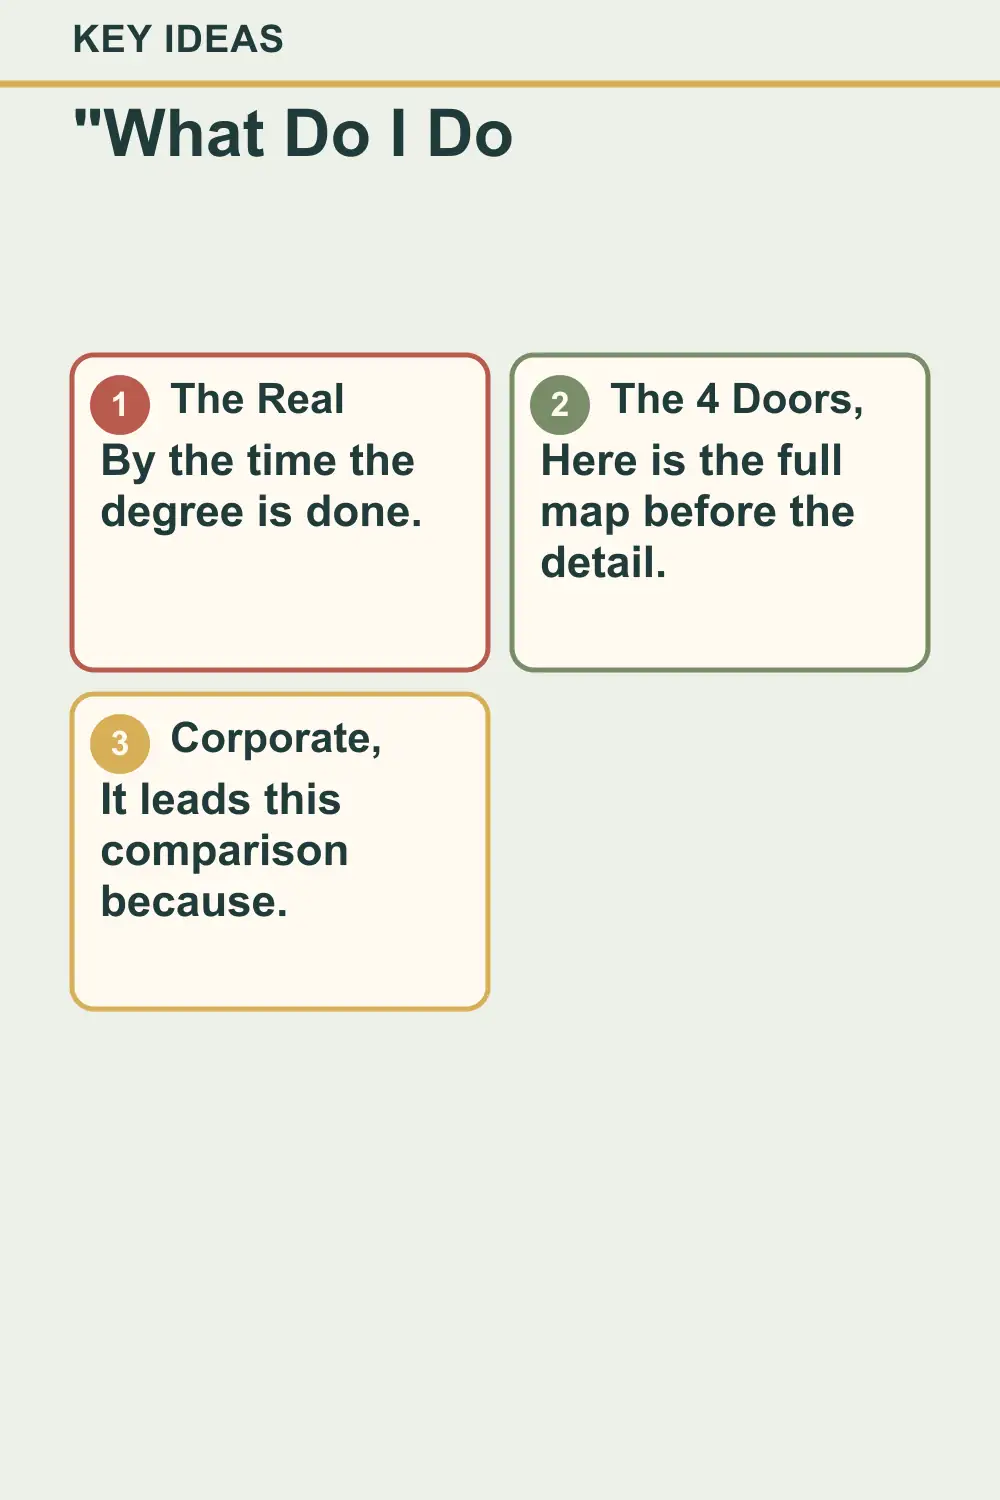 KEY IDEAS
"What Do I Do
1 The Real
By the time the
degree is done.
2 The 4 Doors,
Here is the full
map before the
detail.
3 Corporate,
It leads this
comparison
because.